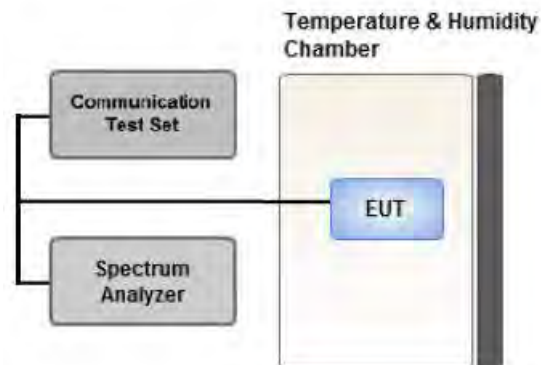 Temperature & Humidity
Chamber
Communication
Test Set
EUT
Spectrum
Analyzer